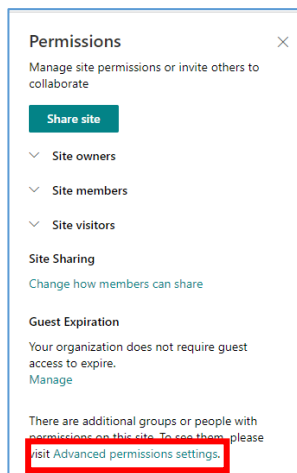 Permissions
Manage site permissions or invite others to
collaborate
Share site
Site owners
Site members
Site visitors
Site Sharing
Change how members can share
Guest Expiration
Your organization does not require guest
access to expire.
Manage
There are additional groups or people with
permissions on this site. To see them, please
visit Advanced permissions settings.